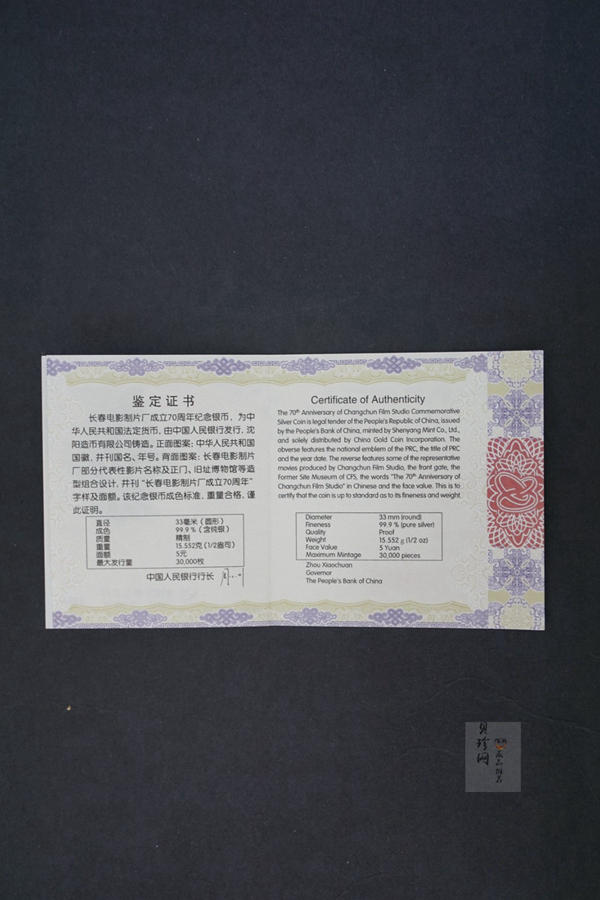 鉴定证书
长春电影制片厂成立70周年纪念银币，为中
华人民共和国法定货币，由中国人民银行发行，沈
阳造币有限公司铸造。正面图案：中华人民共和国
国徽，并刊国名、年号。背面图案：长春电影制片
厂部分代表性影片名称及正门、旧址博物馆等造
型组合设计，并刊“长春电影制片厂成立70周年”
字样及面额。该纪念银币成色标准，重量合格，谨
此证明。
直径 33毫米（圆形）
成色 99.9％（含纯银）
质量 精制
重量 15.552克（1/2盎司）
面额 5元
最大发行量 30,000枚
中国人民银行行长
Certificate of Authenticity
The 70th Anniversary of Changchun Film Studio Commemorative
Silver Coin is legal tender of the People's Republic of China, issued
by the People's Bank of China, minted by Shenyang Mint Co., Ltd.,
and solely distributed by China Gold Coin Incorporation. The
obverse features the national emblem of the PRC, the title of PRC
and the year date. The reverse features some of the representative
movies produced by Changchun Film Studio, the front gate, the
Former Site Museum of CFS, the words "The 70th Anniversary of
Changchun Film Studio" in Chinese and the face value. This is to
certify that the coin is up to standard as to its fineness and weight
Diameter 33 mm (round)
Fineness 99.9 % (pure silver)
Quality Proof
Weight 15.552 g (1/2 oz)
Face Value 5 Yuan
Maximum Mintage 30,000 pieces
Zhou Xiaochuan
Governor
The People's Bank of China
贝珍网